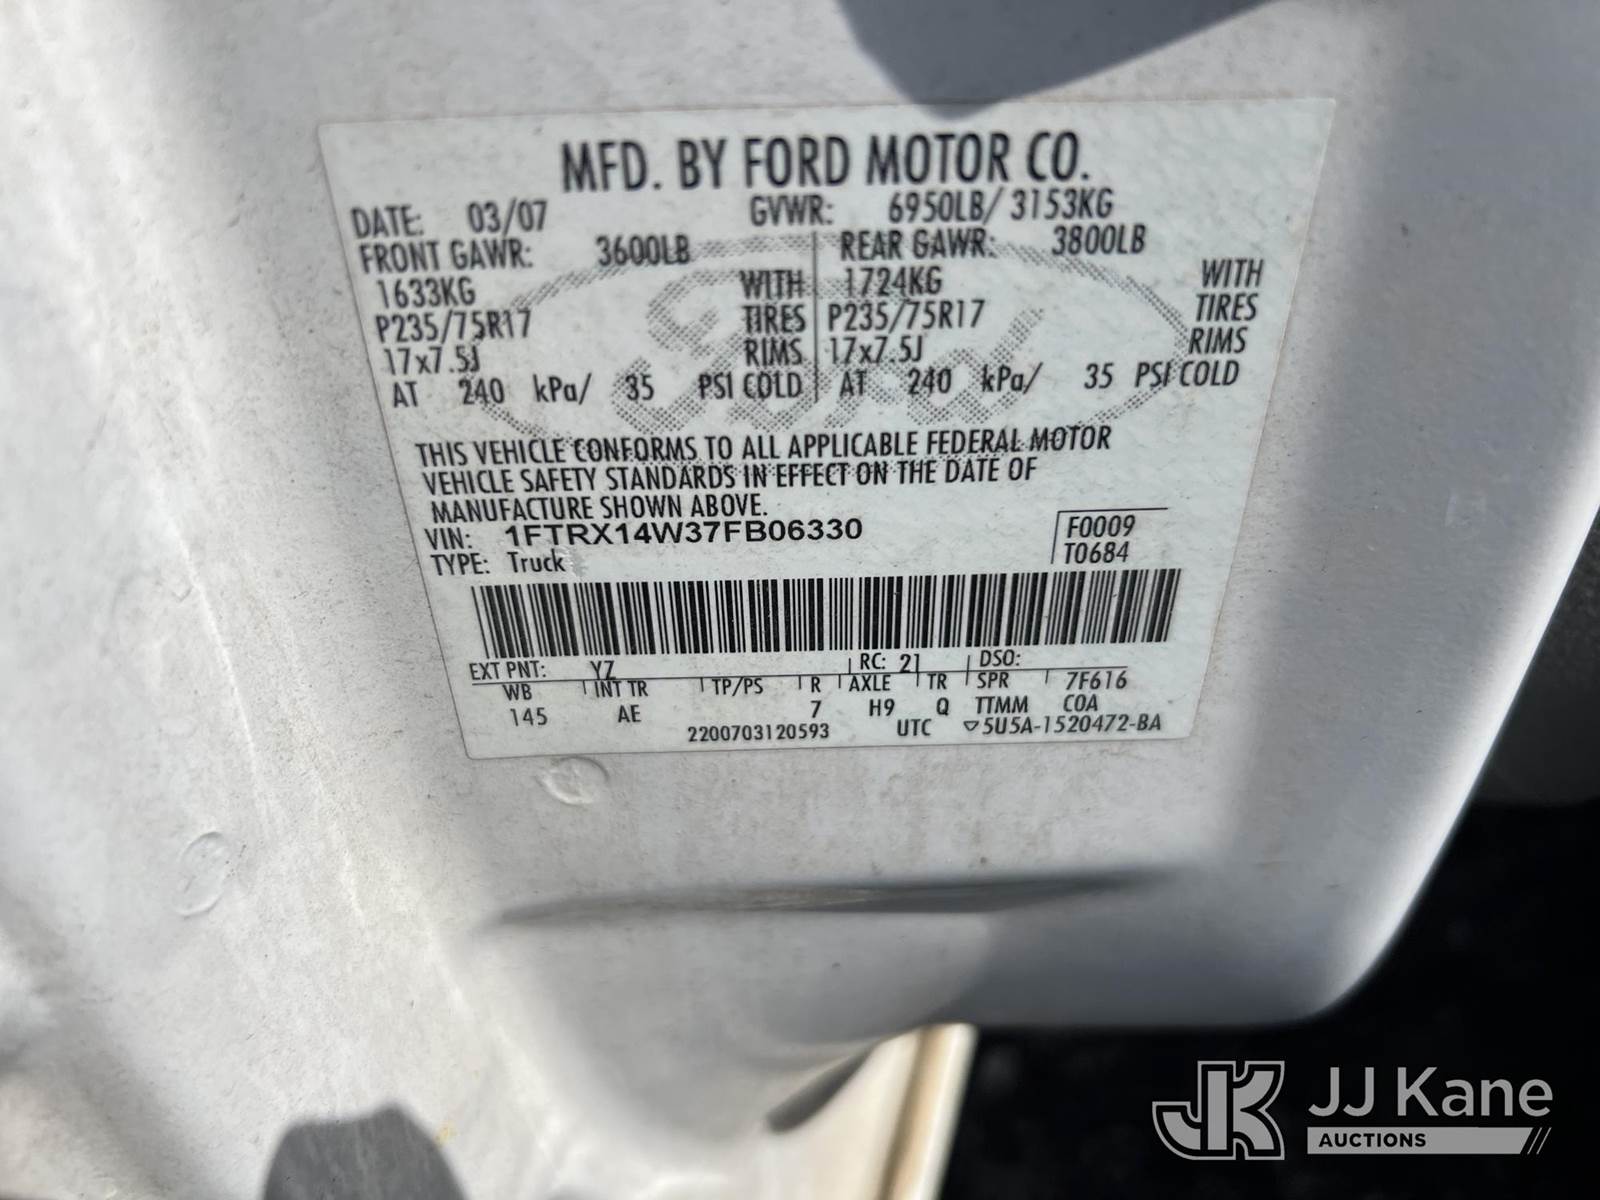 MFD. BY FORD MOTOR CO.
DATE: 03/07 GVWR: 6950LB/ 3153KG
FRONT GAWR: 3600LB REAR GAWR: 3800LB
1633KG WITH 1724KG WITH
P235/75R17 TIRES P235/75R17 TIRES
17x7.5J RIMS 17x7.5J RIMS
AT 240 kPa/ 35 PSI COLD AT 240 kPa/ 35 PSI COLD
Ford
THIS VEHICLE CONFORMS TO ALL APPLICABLE FEDERAL MOTOR
VEHICLE SAFETY STANDARDS IN EFFECT ON THE DATE OF
MANUFACTURE SHOWN ABOVE.
VIN: 1FTRX14W37FB06330 F0009
TYPE: Truck T0684
EXT PNT: YZ RC: 21 DSO:
WB INT TR TP/PS R AXLE TR SPR 7F616
145 AE 7 H9 Q TTMM COA
2200703120593 UTC ▽5U5A-1520472-BA
JK JJ Kane
AUCTIONS